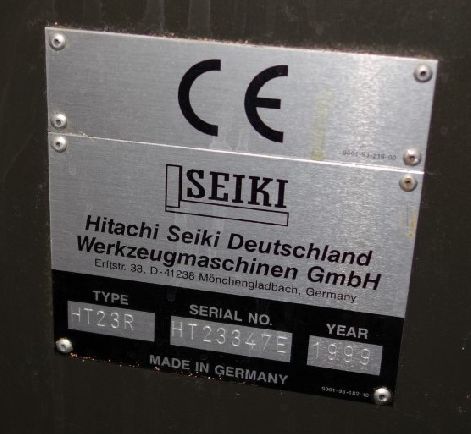 CE
SEIKI
Hitachi Seiki Deutschland
Werkzeugmaschinen GmbH
Erftstr. 33, D-41238 Mönchengladbach, Germany
TYPE SERIAL NO. YEAR
HT23R HT23347E 1999
MADE IN GERMANY